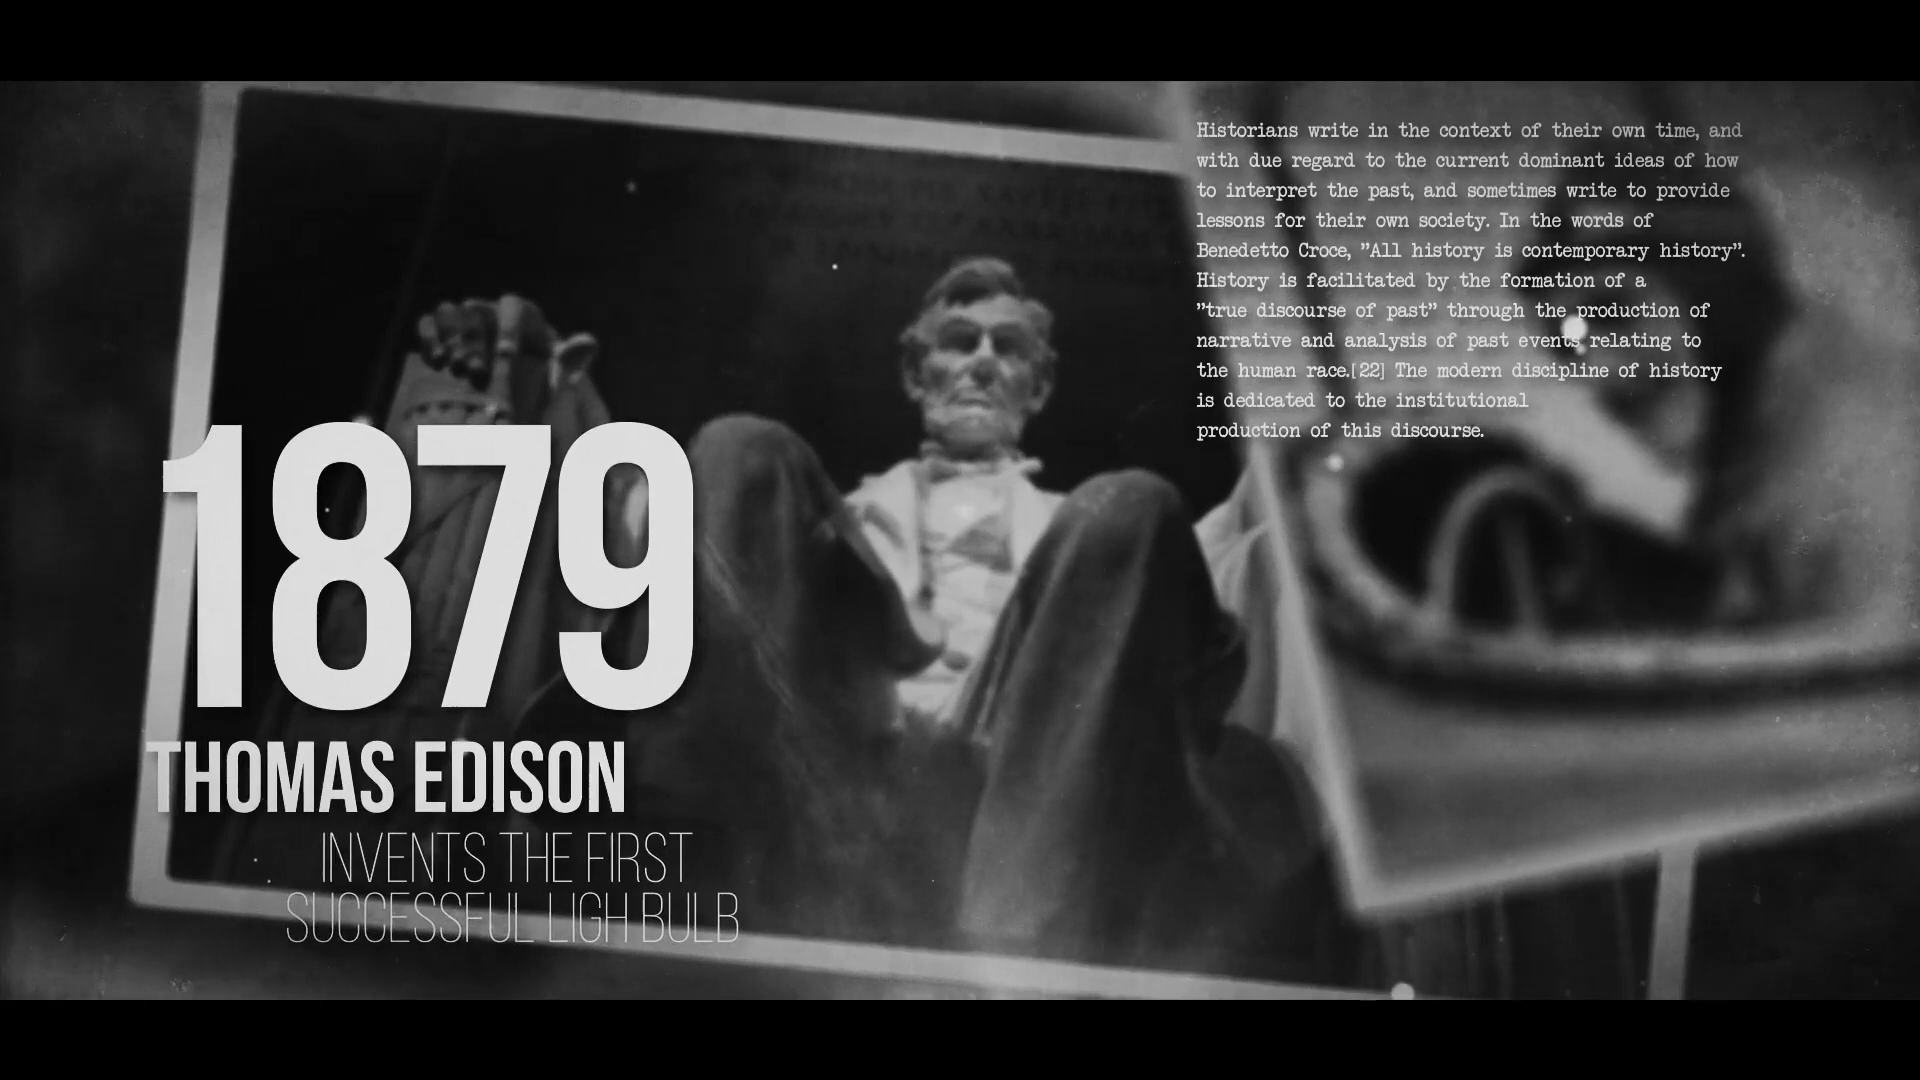 Historians write in the context of their own time, and
with due regard to the current dominant ideas of how
to interpret the past, and sometimes write to provide
lessons for their own society. In the words of
Benedetto Croce, ”All history is contemporary history”.
History is facilitated by the formation of a
”true discourse of past” through the production of
narrative and analysis of past events relating to
the human race.[22] The modern discipline of history
is dedicated to the institutional
production of this discourse.
1879
THOMAS EDISON
INVENTS THE FIRST
SUCCESSFUL LIGH BULB